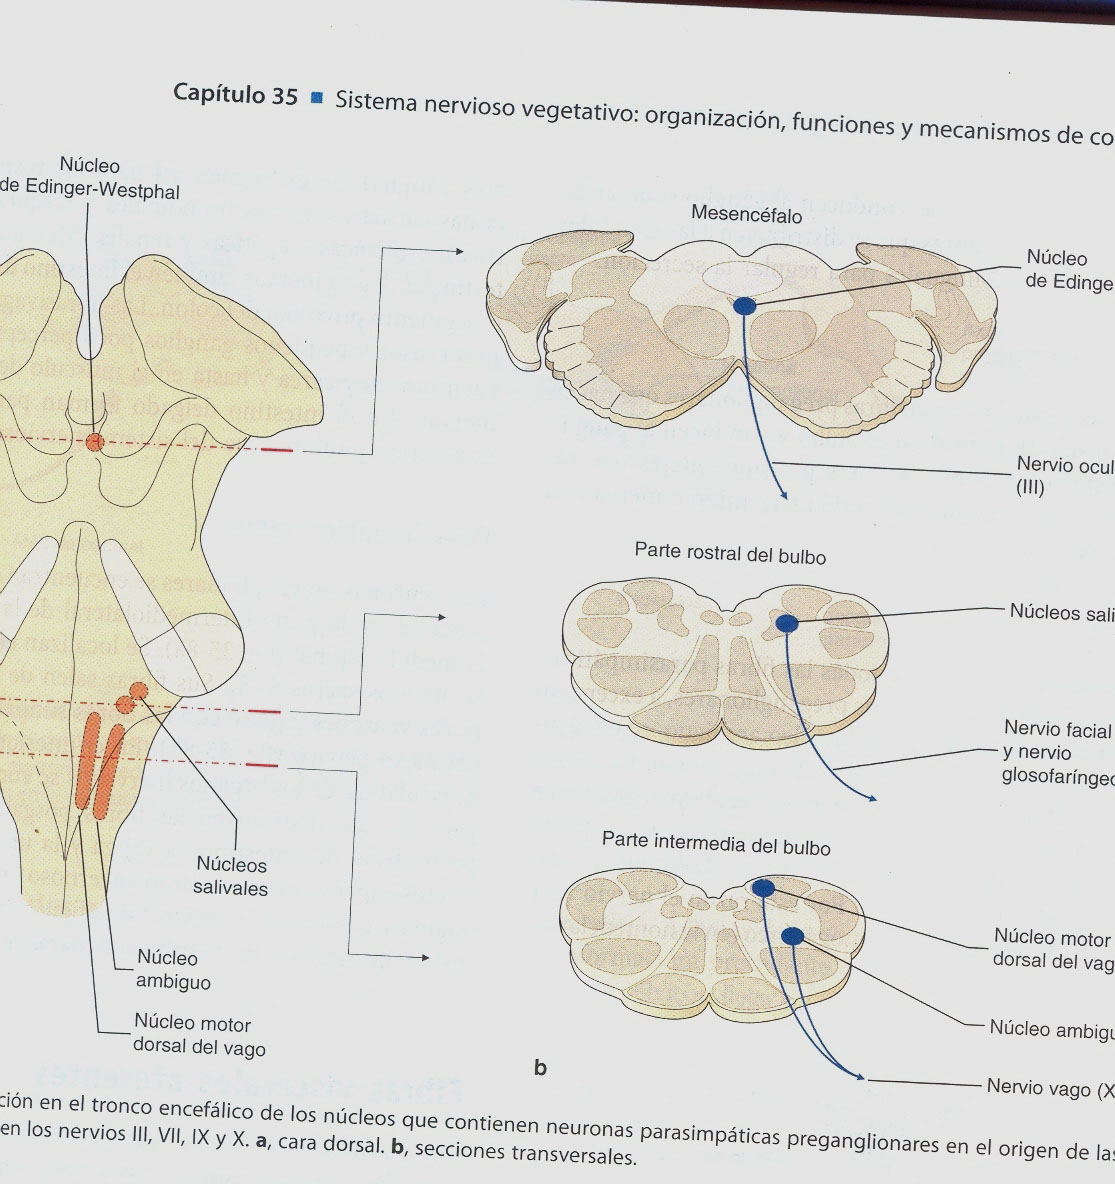 Capítulo 35 ■ Sistema nervioso vegetativo: organización, funciones y mecanismos de co
Núcleo
de Edinger-Westphal
Mesencéfalo
Núcleo
de Edinge
Nervio ocul
(III)
Parte rostral del bulbo
Núcleos sali
Nervio facial
y nervio
glosofaríngeo
Parte intermedia del bulbo
Núcleos
salivales
Núcleo motor
dorsal del vag
Núcleo
ambiguo
Núcleo ambigu
Núcleo motor
dorsal del vago
Nervio vago (X
b
ción en el tronco encefálico de los núcleos que contienen neuronas parasimpáticas preganglionares en el origen de las
en los nervios III, VII, IX y X. a, cara dorsal. b, secciones transversales.